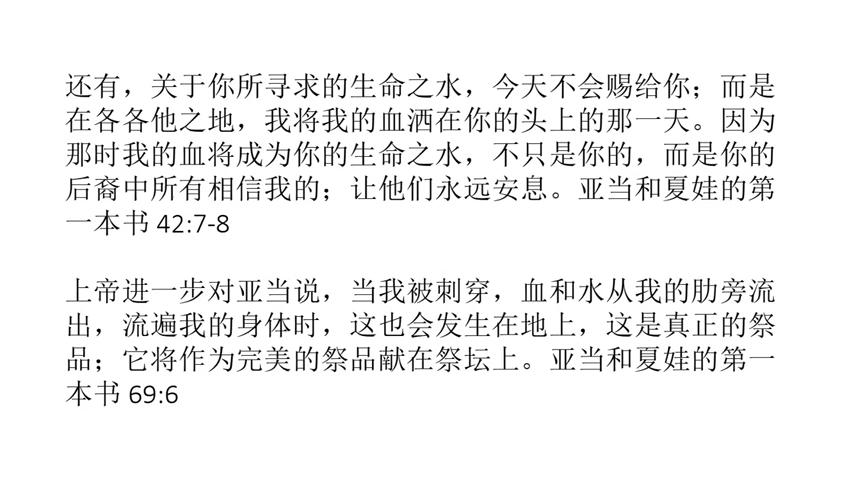 还有，关于你所寻求的生命之水，今天不会赐给你；而是
在各各他之地，我将我的血洒在你的头上的那一天。因为
那时我的血将成为你的生命之水，不只是你的，而是你的
后裔中所有相信我的；让他们永远安息。亚当和夏娃的第
一本书 42:7-8
上帝进一步对亚当说，当我被刺穿，血和水从我的肋旁流
出，流遍我的身体时，这也会发生在地上，这是真正的祭
品；它将作为完美的祭品献在祭坛上。亚当和夏娃的第一
本书 69:6